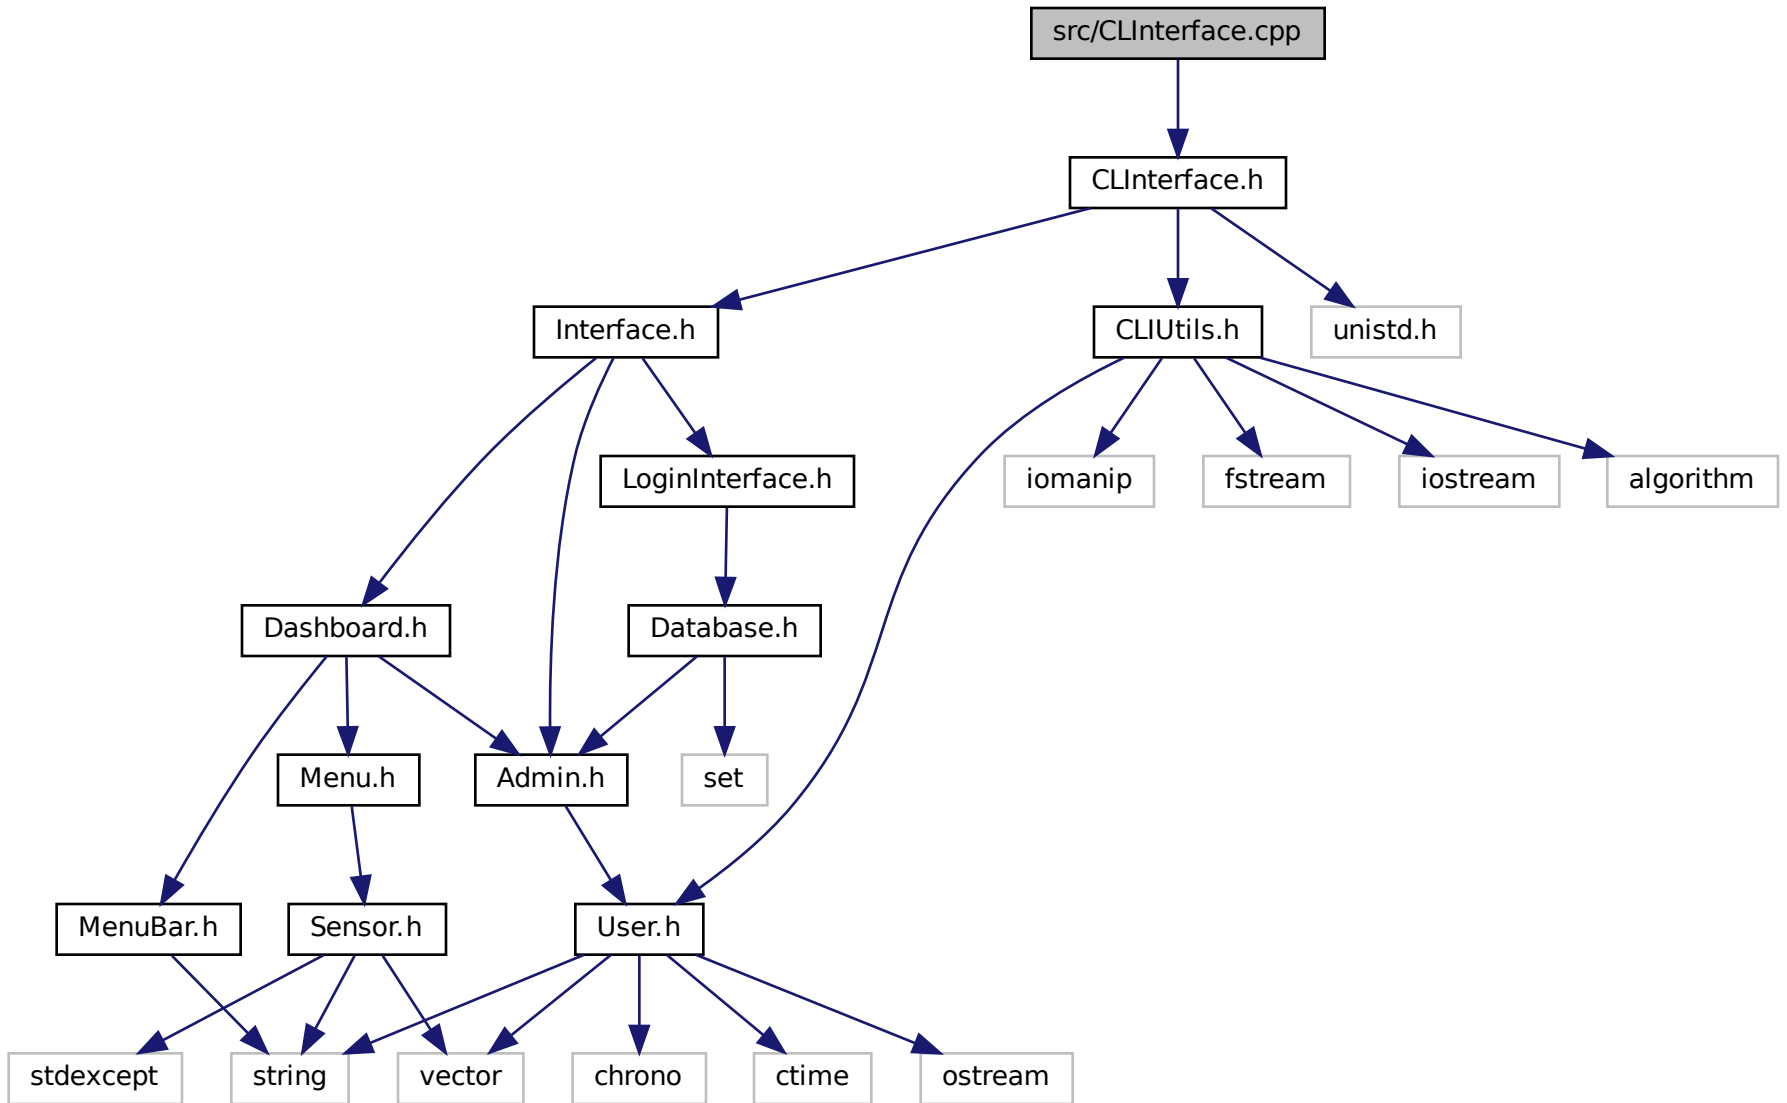 src/CLInterface.cpp
CLInterface.h
Interface.h
CLIUtils.h
unistd.h
LoginInterface.h
iomanip
fstream
iostream
algorithm
Dashboard.h
Database.h
Menu.h
Admin.h
set
MenuBar.h
Sensor.h
User.h
stdexcept
string
vector
chrono
ctime
ostream